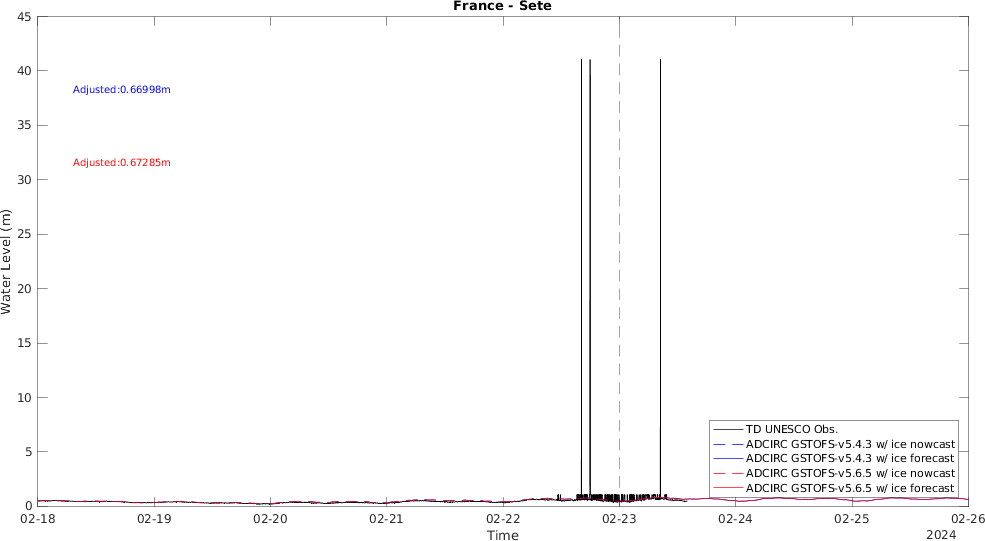 France - Sete
45
40
35
30
25
20
15
10
5
0
Water Level (m)
Adjusted:0.66998m
Adjusted:0.67285m
TD UNESCO Obs.
ADCIRC GSTOFS-v5.4.3 w/ ice nowcast
ADCIRC GSTOFS-v5.4.3 w/ ice forecast
ADCIRC GSTOFS-v5.6.5 w/ ice nowcast
ADCIRC GSTOFS-v5.6.5 w/ ice forecast
02-18 02-19 02-20 02-21 02-22 02-23 02-24 02-25 02-26
Time
2024